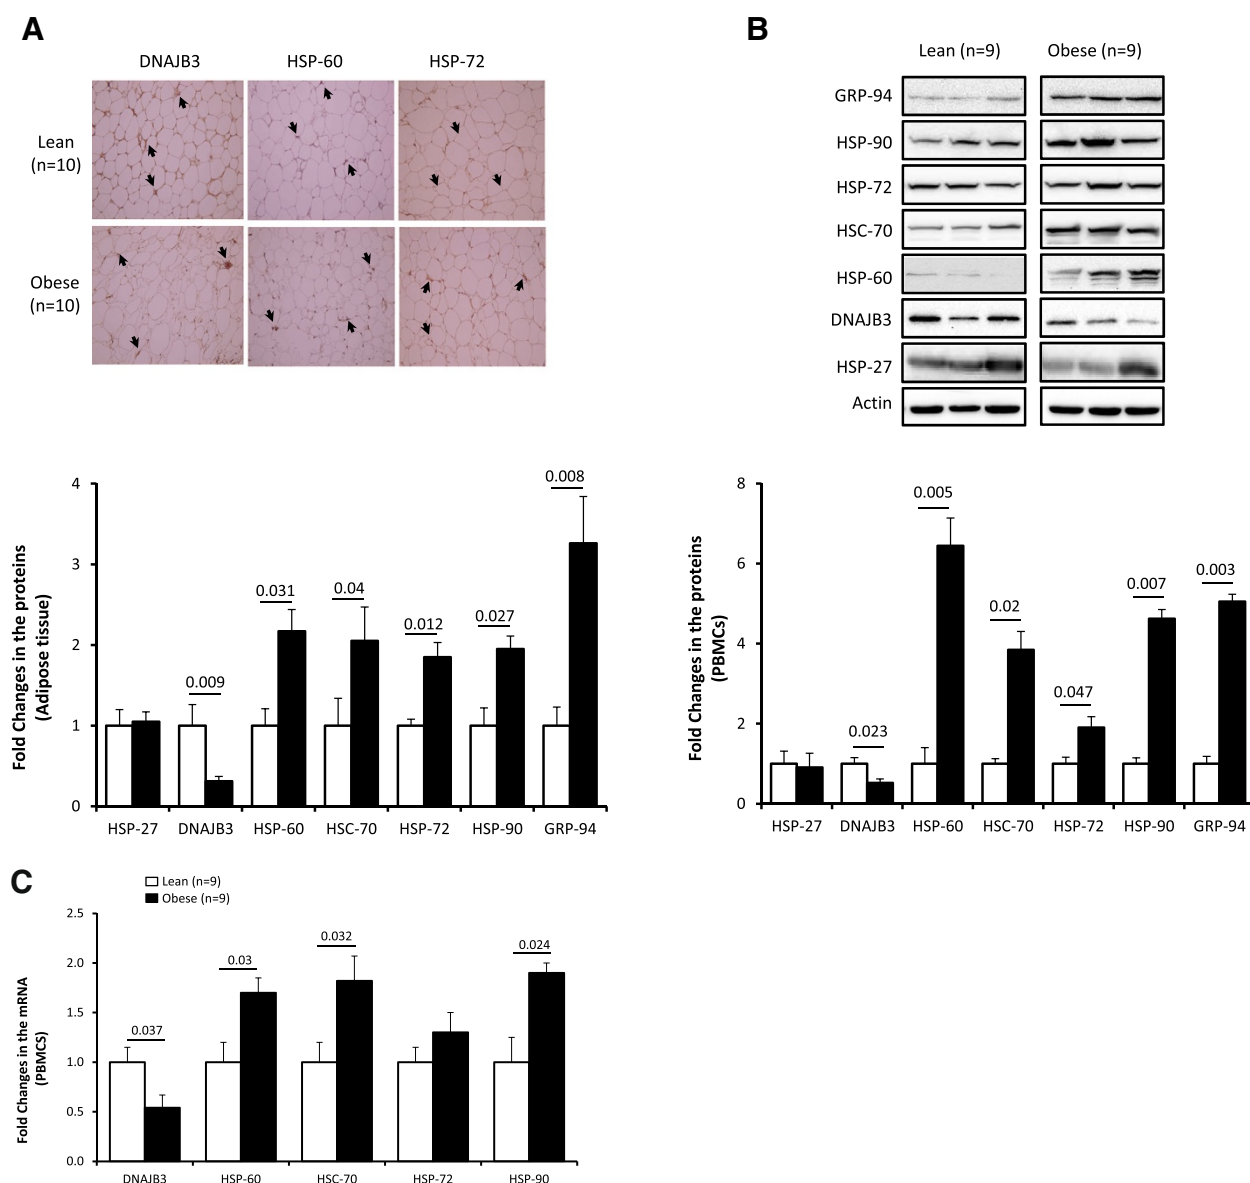 A
DNAJB3 HSP-60 HSP-72
Lean
(n=10)
Obese
(n=10)
4
3
2
1
0
Fold Changes in the proteins
(Adipose tissue)
0.009
0.031
0.04
0.012
0.027
0.008
HSP-27 DNAJB3 HSP-60 HSC-70 HSP-72 HSP-90 GRP-94
B
Lean (n=9) Obese (n=9)
GRP-94
HSP-90
HSP-72
HSC-70
HSP-60
DNAJB3
HSP-27
Actin
8
6
4
2
0
Fold Changes in the proteins
(PBMCs)
0.023
0.005
0.02
0.047
0.007
0.003
HSP-27 DNAJB3 HSP-60 HSC-70 HSP-72 HSP-90 GRP-94
C
Lean (n=9)
Obese (n=9)
2.5
2.0
1.5
1.0
0.5
0.0
Fold Changes in the mRNA
(PBMCS)
0.037
0.03
0.032
0.024
DNAJB3 HSP-60 HSC-70 HSP-72 HSP-90